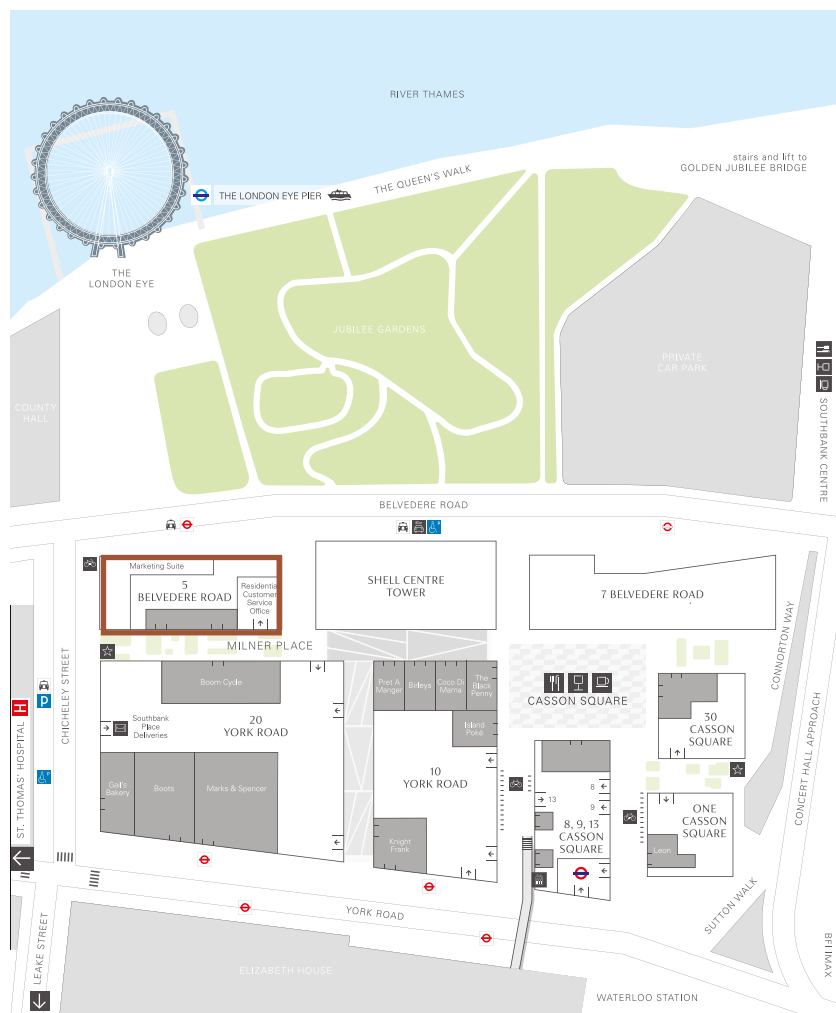 RIVER THAMES
stairs and lift to
GOLDEN JUBILEE BRIDGE
THE QUEEN'S WALK
THE LONDON EYE PIER
THE
LONDON EYE
JUBILEE GARDENS
PRIVATE
CAR PARK
COUNTY
HALL
SOUTHBANK CENTRE
BELVEDERE ROAD
Marketing Suite
5
BELVEDERE ROAD
Residential
Customer
Service
Office
SHELL CENTRE
TOWER
7 BELVEDERE ROAD
MILNER PLACE
CHICHELEY STREET
CONNORTON WAY
CONCERT HALL APPROACH
Boom Cycle
Pret A
Manger
Beleys
Coco Di
Mama
The
Black
Penny
Island
Poké
CASSON SQUARE
P
H
ST. THOMAS' HOSPITAL
Southbank
Place
Deliveries
20
YORK ROAD
30
CASSON
SQUARE
Gail's
Bakery
Boots
Marks & Spencer
10
YORK ROAD
Knight
Frank
13
8
9
8, 9, 13
CASSON
SQUARE
ONE
CASSON
SQUARE
Leon
YORK ROAD
SUTTON WALK
LEAKE STREET
BFI IMAX
ELIZABETH HOUSE
WATERLOO STATION